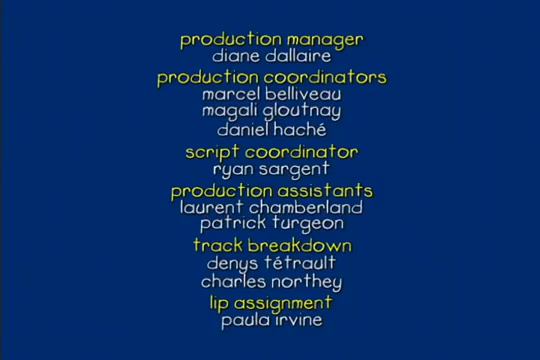 production manager
diane dallaire
production coordinators
marcel belliveau
magali gloutnay
daniel haché
script coordinator
ryan sargent
production assistants
laurent chamberland
patrick turgeon
track breakdown
denys tétrault
charles northey
lip assignment
paula irvine